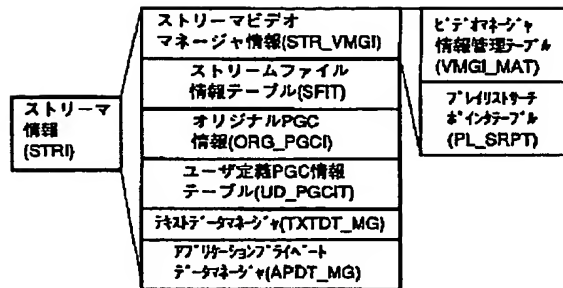 ストリーマ
情報
(STRI)
ストリーマビデオ
マネージャ情報(STR_VMGI)
ストリームファイル
情報テーブル(SFIT)
オリジナルPGC
情報(ORG_PGCI)
ユーザ定義PGC情報
テーブル(UD_PGCIT)
ﾃｷｽﾄﾃﾞｰﾀﾏﾈｰｼﾞｬ(TXTDT_MG)
ｱﾌﾟﾘｹｰｼｮﾝﾌﾟﾗｲﾍﾞｰﾄ
ﾃﾞｰﾀﾏﾈｰｼﾞｬ(APDT_MG)
ﾋﾞﾃﾞｵﾏﾈｰｼﾞｬ
情報管理ﾃｰﾌﾞﾙ
(VMGI_MAT)
ﾌﾟﾚｲﾘｽﾄｻｰﾁ
ﾎﾟｲﾝﾀﾃｰﾌﾞﾙ
(PL_SRPT)